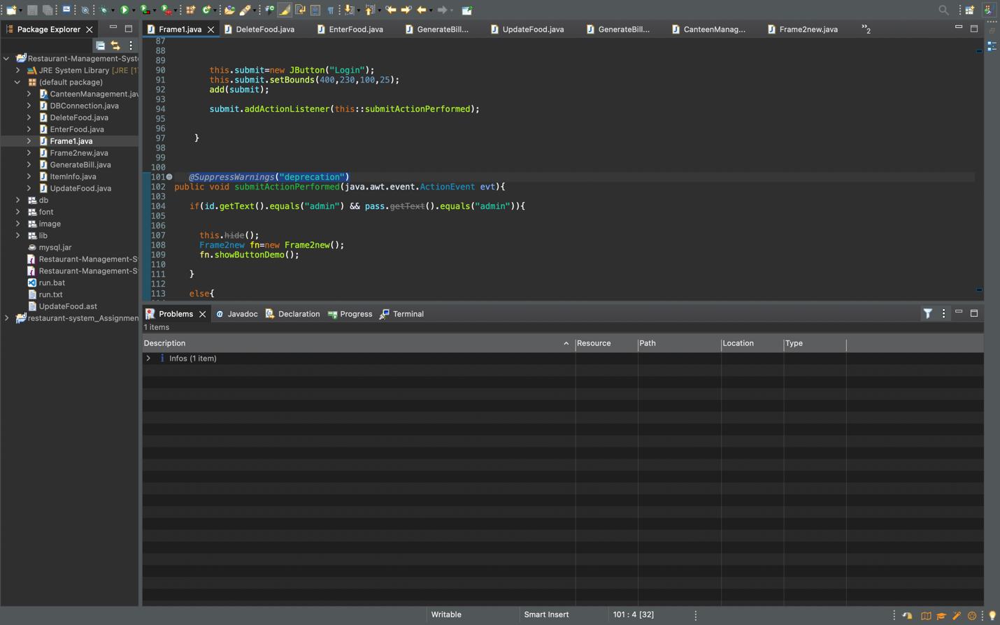 Package Explorer
Frame1.java
DeleteFood.java
EnterFood.java
GenerateBill...
UpdateFood.java
GenerateBill...
CanteenManag...
Frame2new.java
»2
Restaurant-Management-Syst
JRE System Library [JRE [1
(default package)
CanteenManagement.jav
DBConnection.java
DeleteFood.java
EnterFood.java
Frame1.java
Frame2new.java
GenerateBill.java
ItemInfo.java
UpdateFood.java
db
font
image
lib
mysql.jar
Restaurant-Management-S
Restaurant-Management-S
run.bat
run.txt
UpdateFood.ast
restaurant-system_Assignmen
87
88
89
90 this.submit=new JButton("Login");
91 this.submit.setBounds(400,230,100,25);
92 add(submit);
93
94 submit.addActionListener(this::submitActionPerformed);
95
96
97 }
98
99
100
101 @SuppressWarnings("deprecation")
102 public void submitActionPerformed(java.awt.event.ActionEvent evt){
103
104 if(id.getText().equals("admin") && pass.getText().equals("admin")){
105
106
107 this.hide();
108 Frame2new fn=new Frame2new();
109 fn.showButtonDemo();
110
111 }
112
113 else{
Problems
Javadoc
Declaration
Progress
Terminal
1 items
Description Resource Path Location Type
Infos (1 item)
Writable Smart Insert 101 : 4 [32]